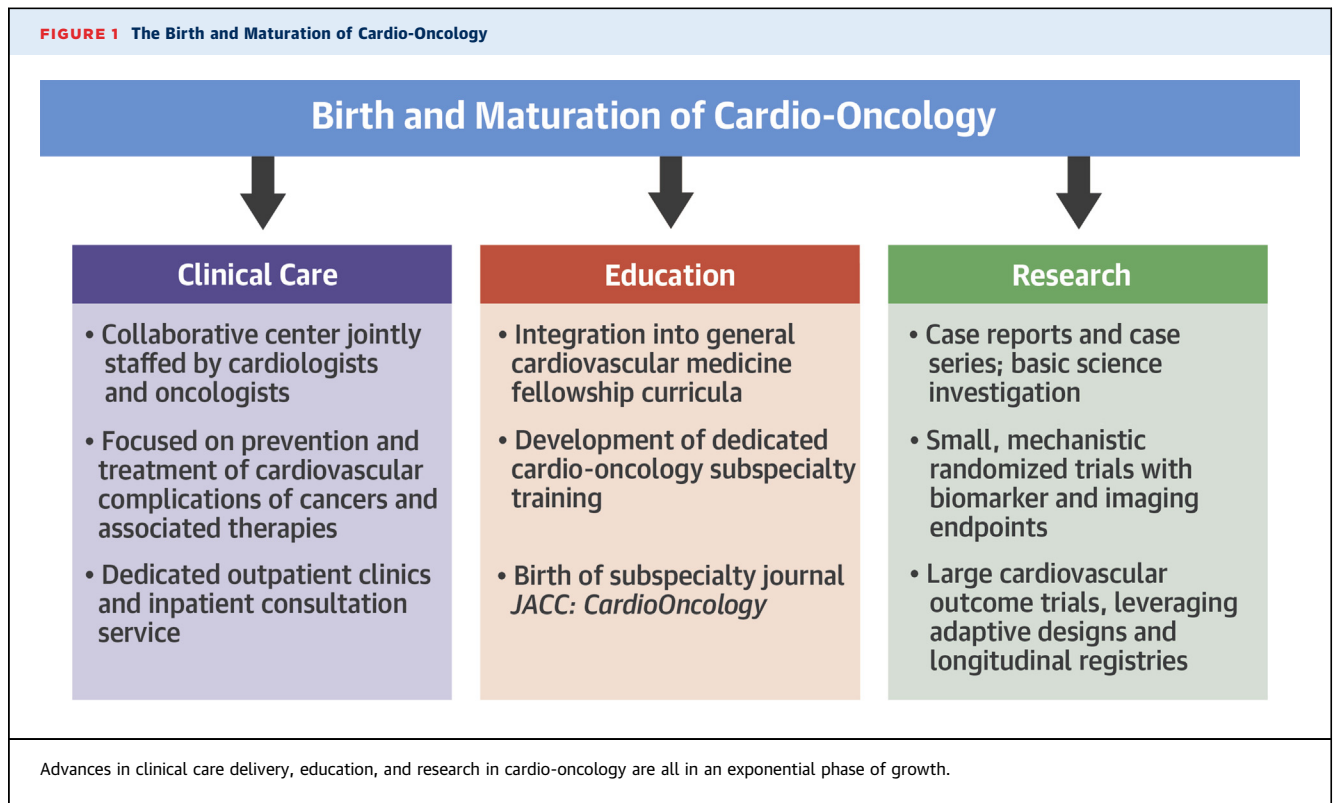 FIGURE 1 The Birth and Maturation of Cardio-Oncology
Birth and Maturation of Cardio-Oncology
Clinical Care
• Collaborative center jointly
staffed by cardiologists
and oncologists
• Focused on prevention and
treatment of cardiovascular
complications of cancers and
associated therapies
• Dedicated outpatient clinics
and inpatient consultation
service
Education
• Integration into general
cardiovascular medicine
fellowship curricula
• Development of dedicated
cardio-oncology subspecialty
training
• Birth of subspecialty journal
JACC: CardioOncology
Research
• Case reports and case
series; basic science
investigation
• Small, mechanistic
randomized trials with
biomarker and imaging
endpoints
• Large cardiovascular
outcome trials, leveraging
adaptive designs and
longitudinal registries
Advances in clinical care delivery, education, and research in cardio-oncology are all in an exponential phase of growth.